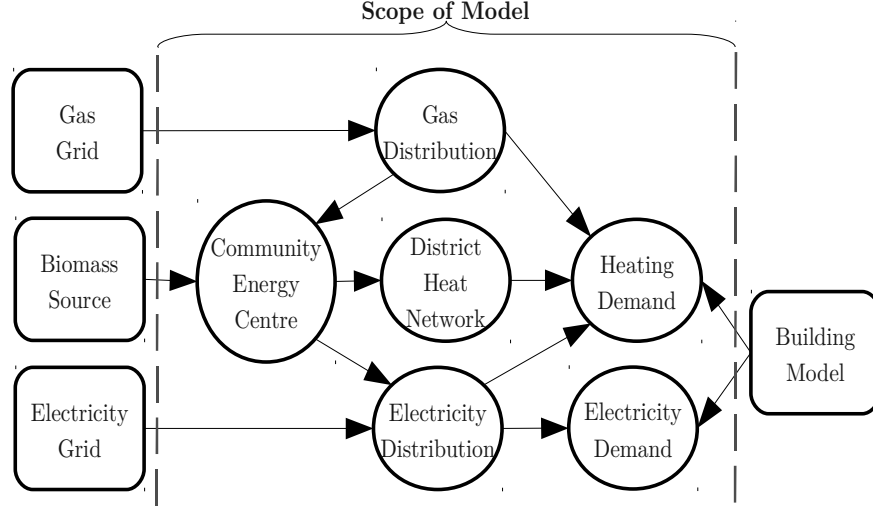 Scope of Model
Gas
Grid
Gas
Distribution
Biomass
Source
Community
Energy
Centre
District
Heat
Network
Heating
Demand
Building
Model
Electricity
Grid
Electricity
Distribution
Electricity
Demand